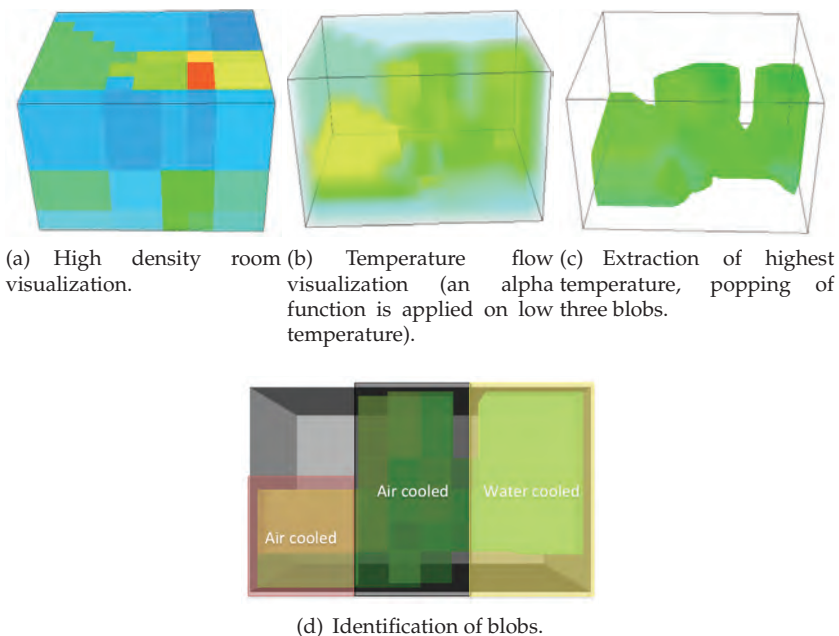 (a) High density room visualization.
(b) Temperature flow visualization (an alpha function is applied on low temperature).
(c) Extraction of highest temperature, popping of three blobs.
Air cooled
Air cooled
Water cooled
(d) Identification of blobs.